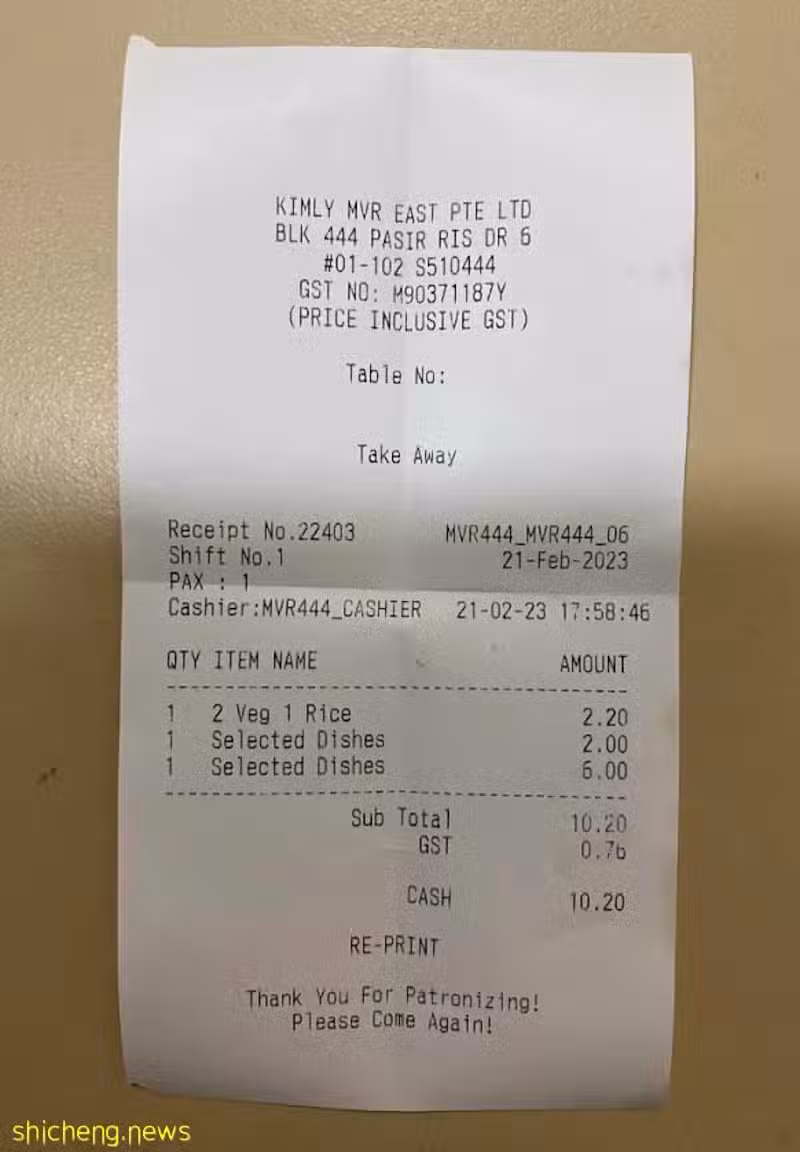 KIMLY MVR EAST PTE LTD
BLK 444 PASIR RIS DR 6
#01-102 S510444
GST NO: M90371187Y
(PRICE INCLUSIVE GST)
Table No:
Take Away
Receipt No.22403 MVR444_MVR444_06
Shift No.1 21-Feb-2023
PAX : 1
Cashier:MVR444_CASHIER 21-02-23 17:58:46
QTY ITEM NAME AMOUNT
1 2 Veg 1 Rice 2.20
1 Selected Dishes 2.00
1 Selected Dishes 6.00
Sub Total 10.20
GST 0.76
CASH 10.20
RE-PRINT
Thank You For Patronizing!
Please Come Again!
shicheng.news